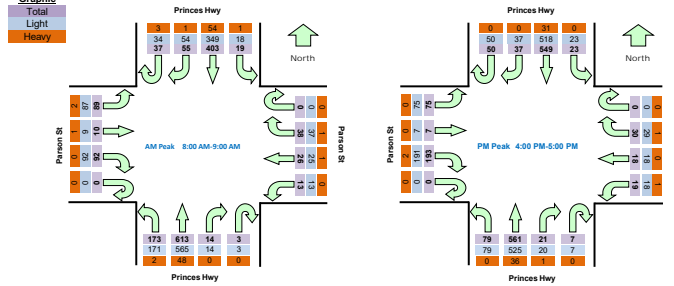 Graphic
Total
Light
Heavy
Princes Hwy
3 1 54 1
34 54 349 18
37 55 403 19
North
Parson St
2 87 89
1 9 10
0 92 92
0 0 0
AM Peak 8:00 AM-9:00 AM
0 0 0
38 37 1
26 25 1
13 13 0
Parson St
173 613 14 3
171 565 14 3
2 48 0 0
Princes Hwy
Princes Hwy
0 0 31 0
50 37 518 23
50 37 549 23
North
Parson St
0 75 75
0 7 7
2 191 193
0 0 0
PM Peak 4:00 PM-5:00 PM
0 0 0
30 29 1
18 18 0
19 18 1
79 561 21 7
79 525 20 7
0 36 1 0
Princes Hwy